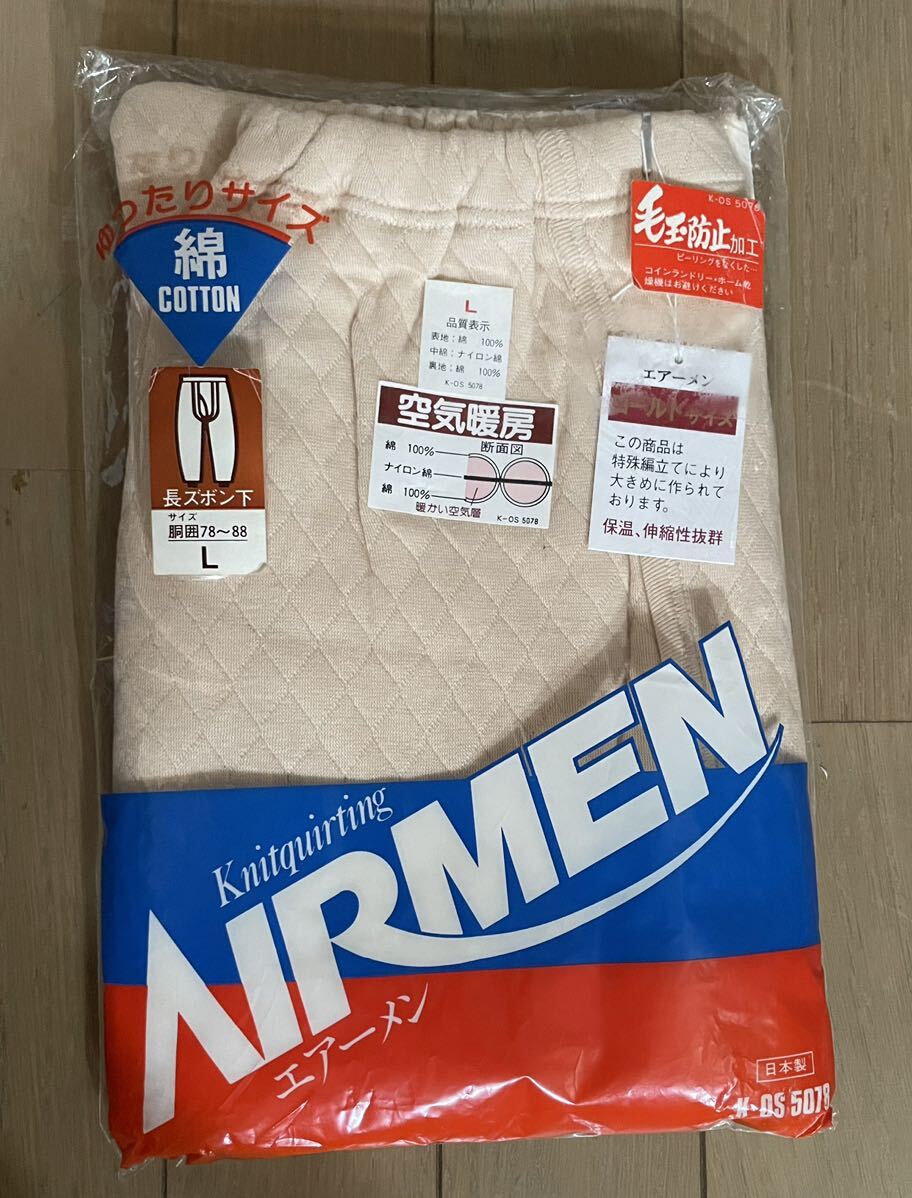 ゆったりサイズ
綿
COTTON
長ズボン下
サイズ
胴囲78〜88
L
L
品質表示
表地:綿 100%
中綿:ナイロン綿
裏地:綿 100%
K-OS 5078
空気暖房
断面図
綿 100%
ナイロン綿
綿 100%
暖かい空気層
K-OS 5078
K-OS 5078
毛玉防止加工
ピーリングをなくした…
コインランドリー・ホーム乾
燥機はお避けください
エアーメン
ゴールドサイズ
この商品は
特殊編立てにより
大きめに作られて
おります。
保温、伸縮性抜群
Knitquirting
AIRMEN
エアーメン
日本製
K-OS 5078